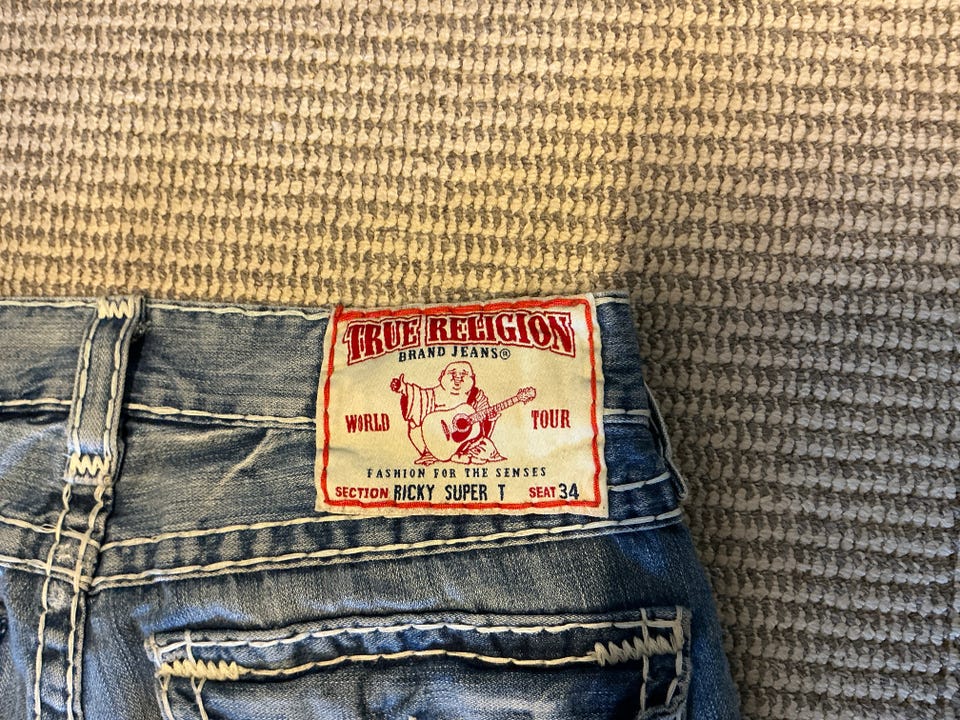 TRUE RELIGION
BRAND JEANS®
WORLD TOUR
FASHION FOR THE SENSES
SECTION RICKY SUPER T SEAT 34